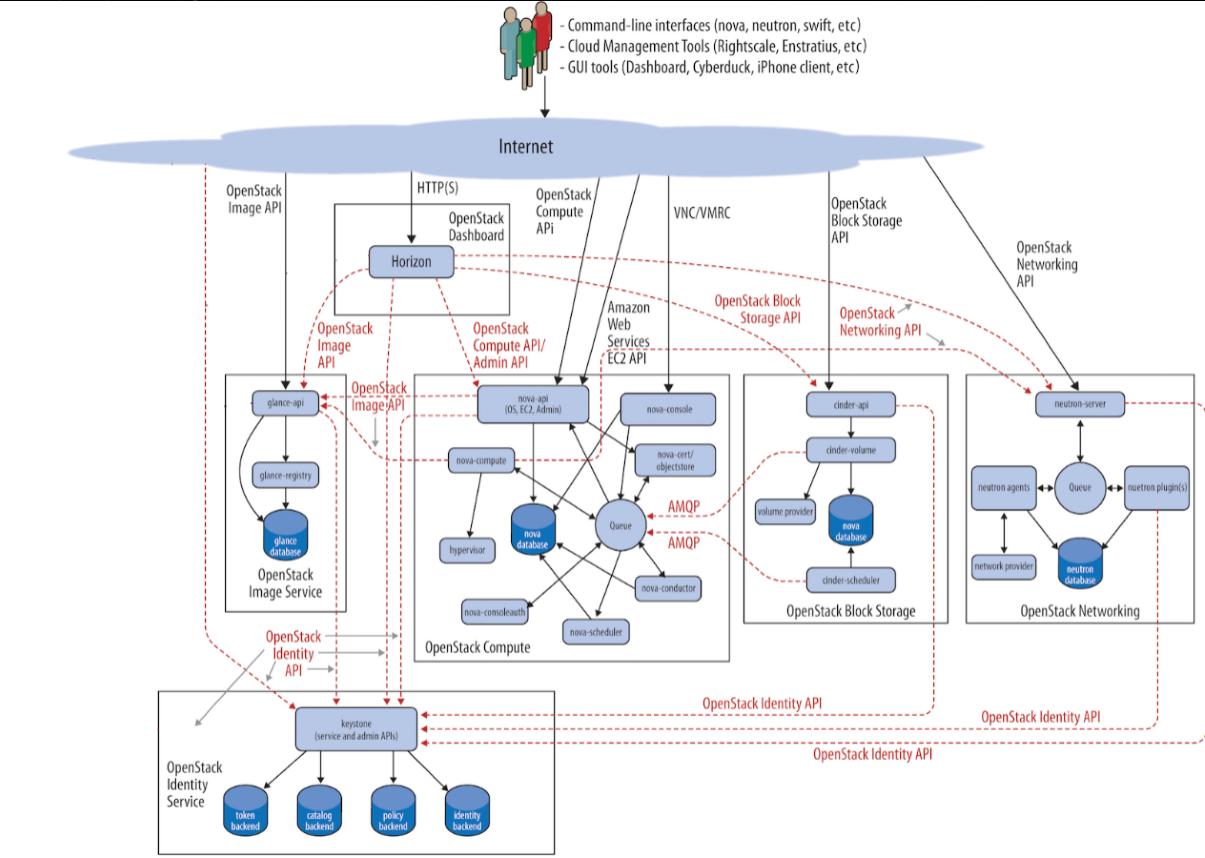 - Command-line interfaces (nova, neutron, swift, etc)
- Cloud Management Tools (Rightscale, Enstratius, etc)
- GUI tools (Dashboard, Cyberduck, iPhone client, etc)
Internet
OpenStack
Image API
HTTP(S)
OpenStack
Compute
APi
VNC/VMRC
OpenStack
Block Storage
API
OpenStack
Networking
API
OpenStack
Dashboard
Horizon
OpenStack
Image
API
OpenStack
Compute API/
Admin API
Amazon
Web
Services
EC2 API
OpenStack Block
Storage API
OpenStack
Networking API
OpenStack
Image API
glance-api
glance-registry
glance
database
OpenStack
Image Service
nova-api
(OS, EC2, Admin)
nova-console
nova-compute
nova-cert/
objectstore
hypervisor
nova
database
Queue
nova-conductor
nova-consoleauth
nova-scheduler
OpenStack Compute
AMQP
AMQP
cinder-api
cinder-volume
volume provider
nova
database
cinder-scheduler
OpenStack Block Storage
neutron-server
neutron agents
Queue
nuetron plugin(s)
network provider
neutron
database
OpenStack Networking
OpenStack
Identity
API
OpenStack Identity API
OpenStack Identity API
OpenStack Identity API
keystone
(service and admin APIs)
OpenStack
Identity
Service
token
backend
catalog
backend
policy
backend
identity
backend